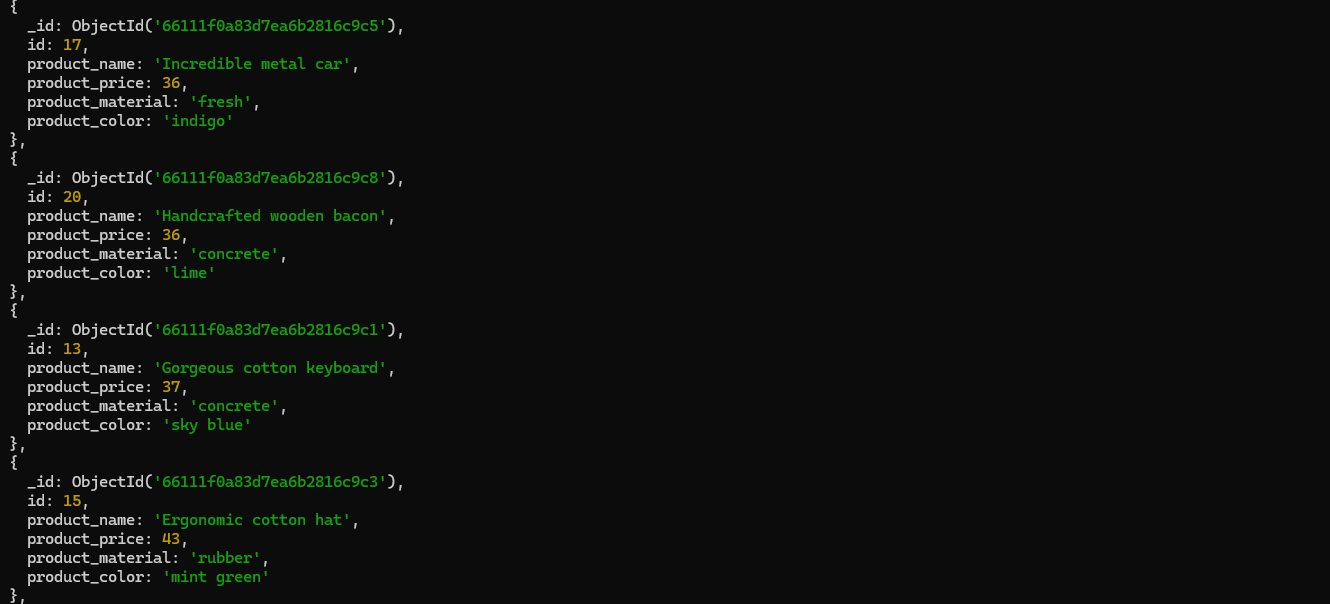 {
  _id: ObjectId('66111f0a83d7ea6b2816c9c5'),
  id: 17,
  product_name: 'Incredible metal car',
  product_price: 36,
  product_material: 'fresh',
  product_color: 'indigo'
},
{
  _id: ObjectId('66111f0a83d7ea6b2816c9c8'),
  id: 20,
  product_name: 'Handcrafted wooden bacon',
  product_price: 36,
  product_material: 'concrete',
  product_color: 'lime'
},
{
  _id: ObjectId('66111f0a83d7ea6b2816c9c1'),
  id: 13,
  product_name: 'Gorgeous cotton keyboard',
  product_price: 37,
  product_material: 'concrete',
  product_color: 'sky blue'
},
{
  _id: ObjectId('66111f0a83d7ea6b2816c9c3'),
  id: 15,
  product_name: 'Ergonomic cotton hat',
  product_price: 43,
  product_material: 'rubber',
  product_color: 'mint green'
},